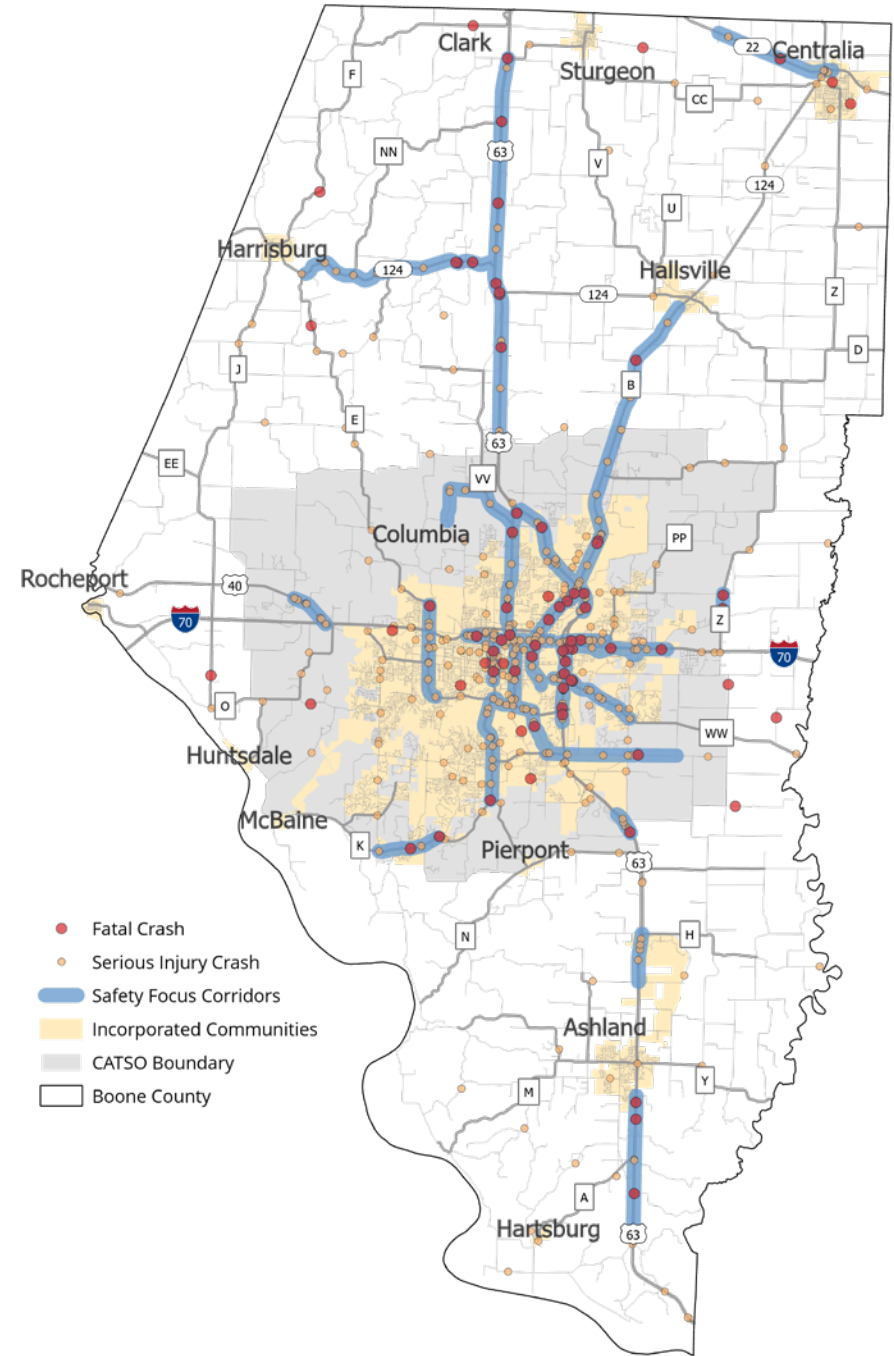 Clark
Sturgeon
22
Centralia
F
CC
NN
63
V
124
U
Harrisburg
124
Hallsville
124
Z
J
D
B
E
63
EE
VV
Columbia
PP
Rocheport
40
70
Z
70
O
WW
Huntsdale
McBaine
K
Pierpont
63
N
H
Fatal Crash
Serious Injury Crash
Safety Focus Corridors
Incorporated Communities
CATSO Boundary
Boone County
Ashland
M
Y
A
Hartsburg
63